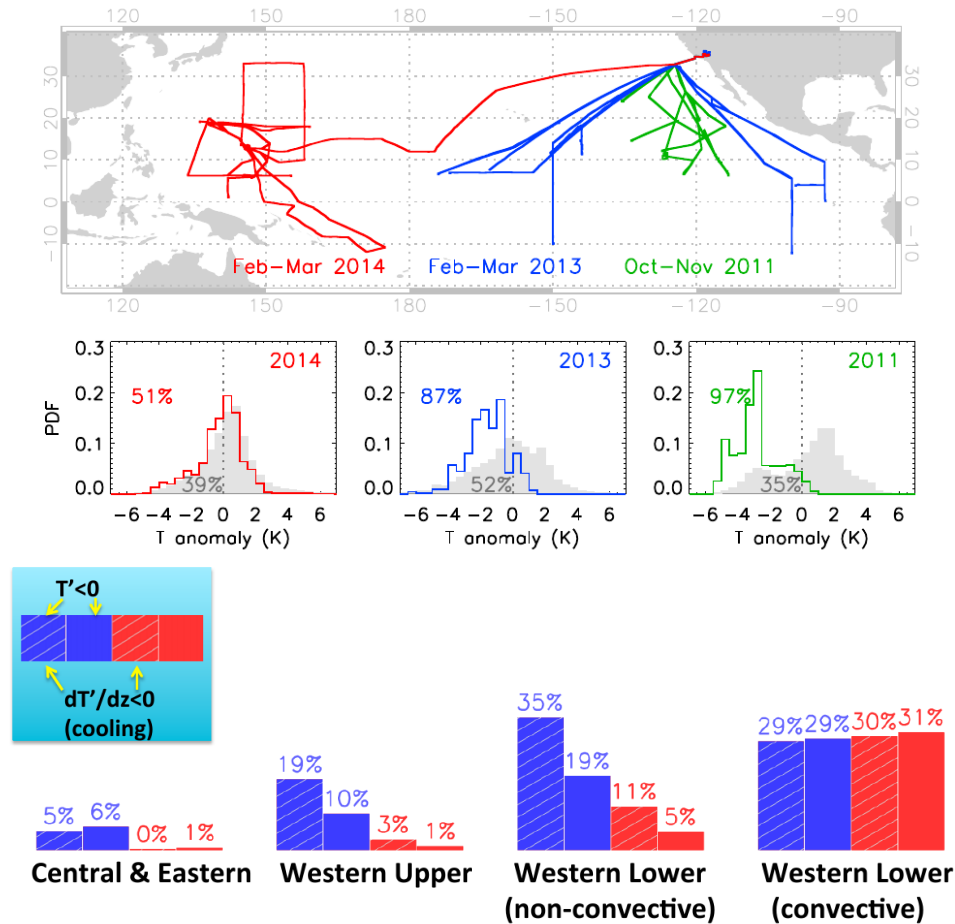 120 150 180 −150 −120 −90
30 30
20 20
10 10
0 0
−10 −10
Feb−Mar 2014 Feb−Mar 2013 Oct−Nov 2011
120 150 180 −150 −120 −90
0.3 2014 0.3 2013 0.3 2011
51% 87% 97%
0.2 0.2 0.2
PDF
0.1 0.1 0.1
39% 52% 35%
0.0 0.0 0.0
−6 −4 −2 0 2 4 6 −6 −4 −2 0 2 4 6 −6 −4 −2 0 2 4 6
T anomaly (K) T anomaly (K) T anomaly (K)
T’<0
dT’/dz<0
(cooling)
5% 6% 0% 1%
Central & Eastern
19% 10% 3% 1%
Western Upper
35% 19% 11% 5%
Western Lower
(non-convective)
29% 29% 30% 31%
Western Lower
(convective)